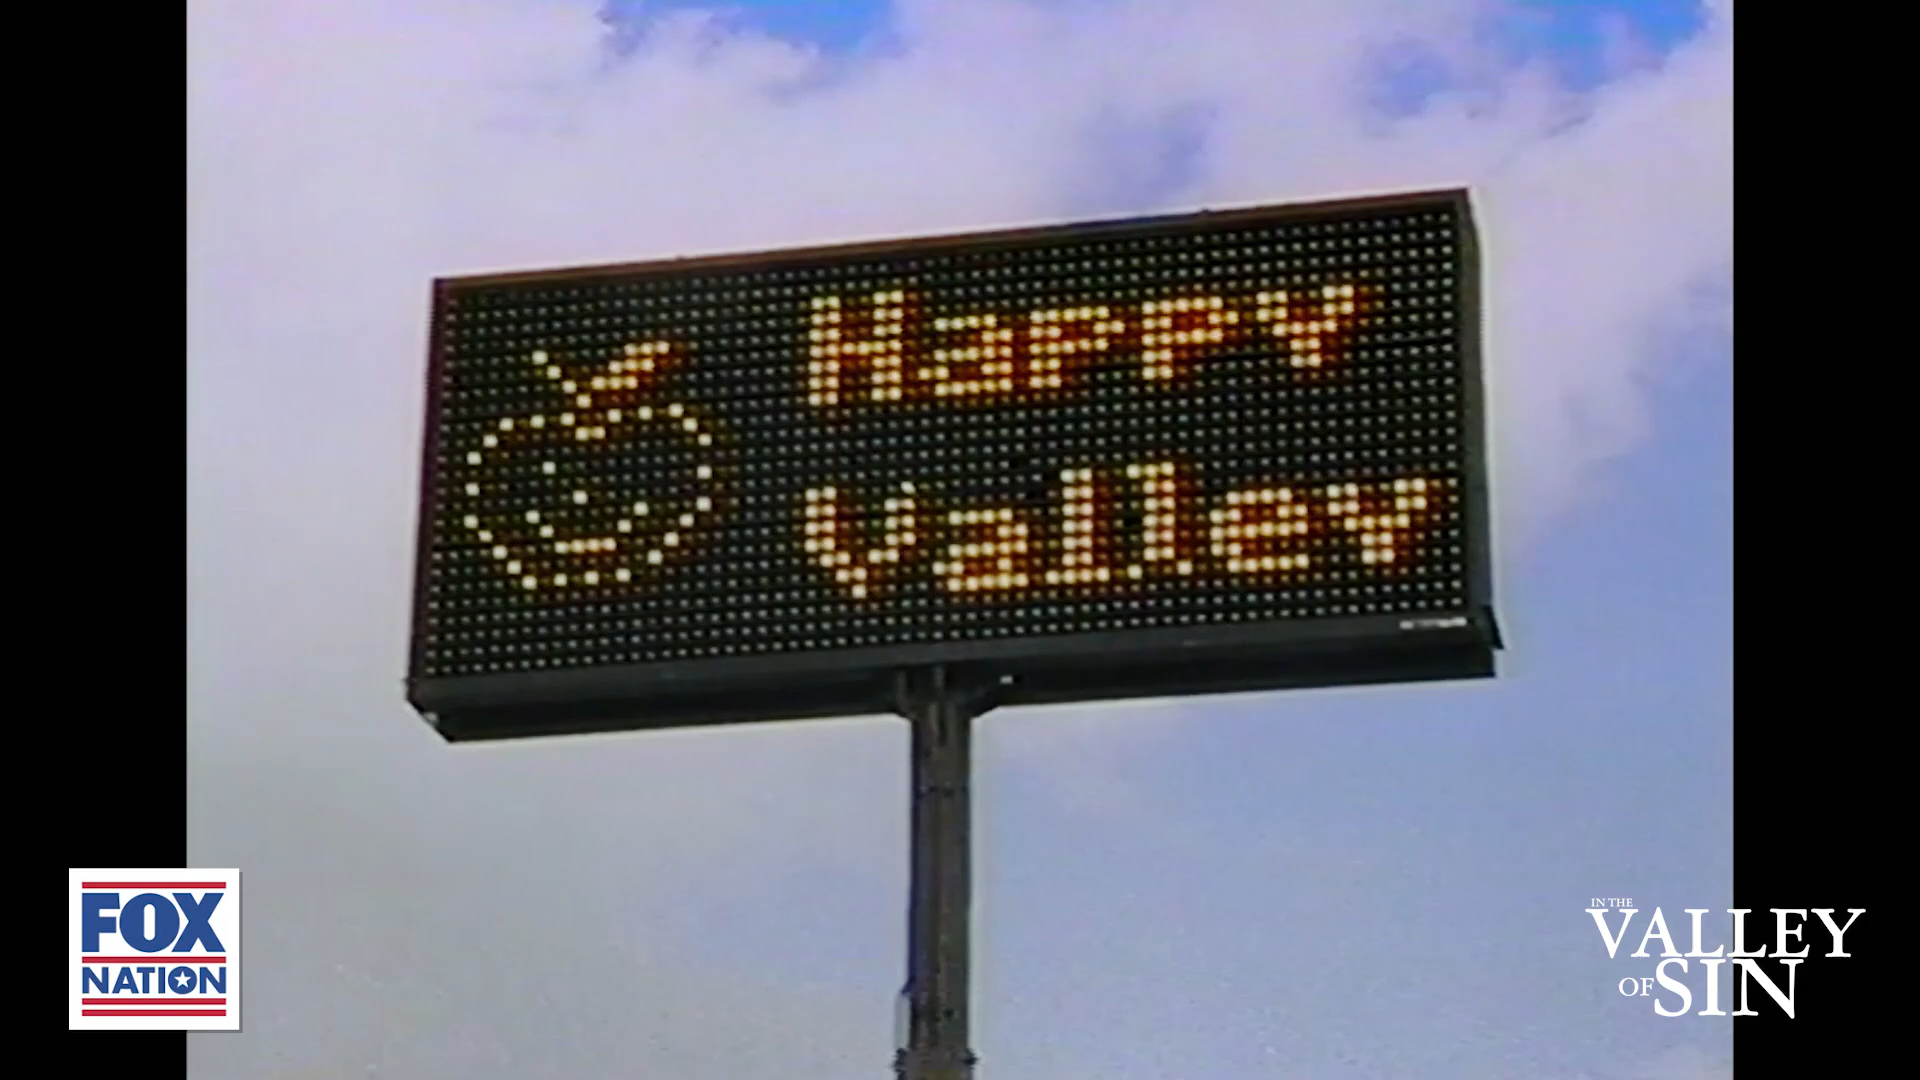 Happy
Valley
FOX
NATION
IN THE
VALLEY
OF SIN